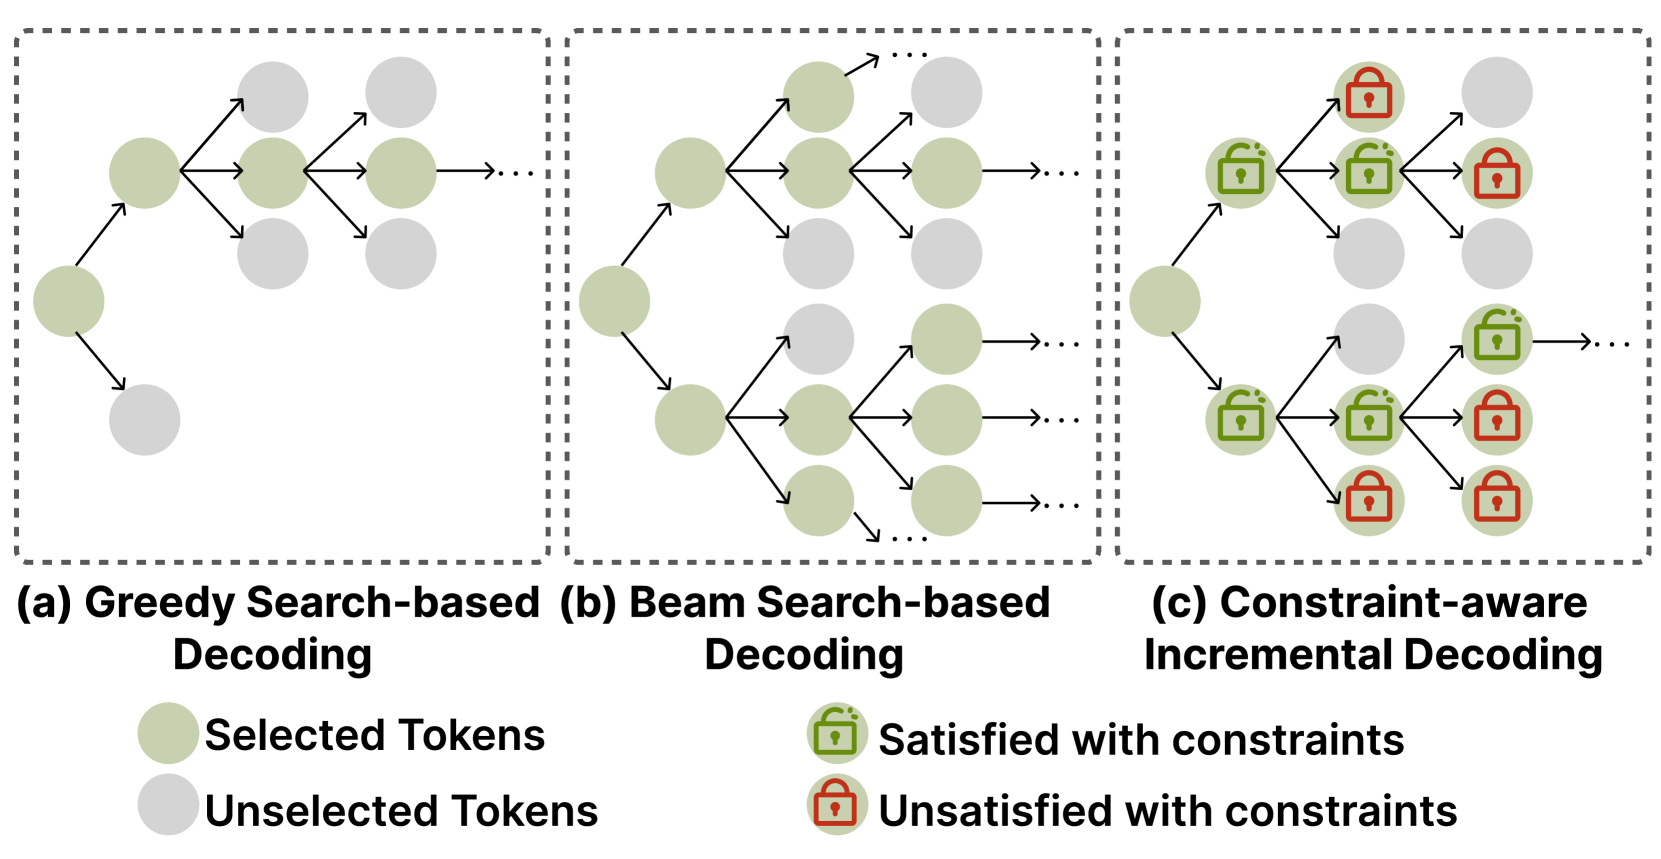 ...
...
...
...
...
...
...
...
(a) Greedy Search-based
Decoding
(b) Beam Search-based
Decoding
(c) Constraint-aware
Incremental Decoding
Selected Tokens
Satisfied with constraints
Unselected Tokens
Unsatisfied with constraints